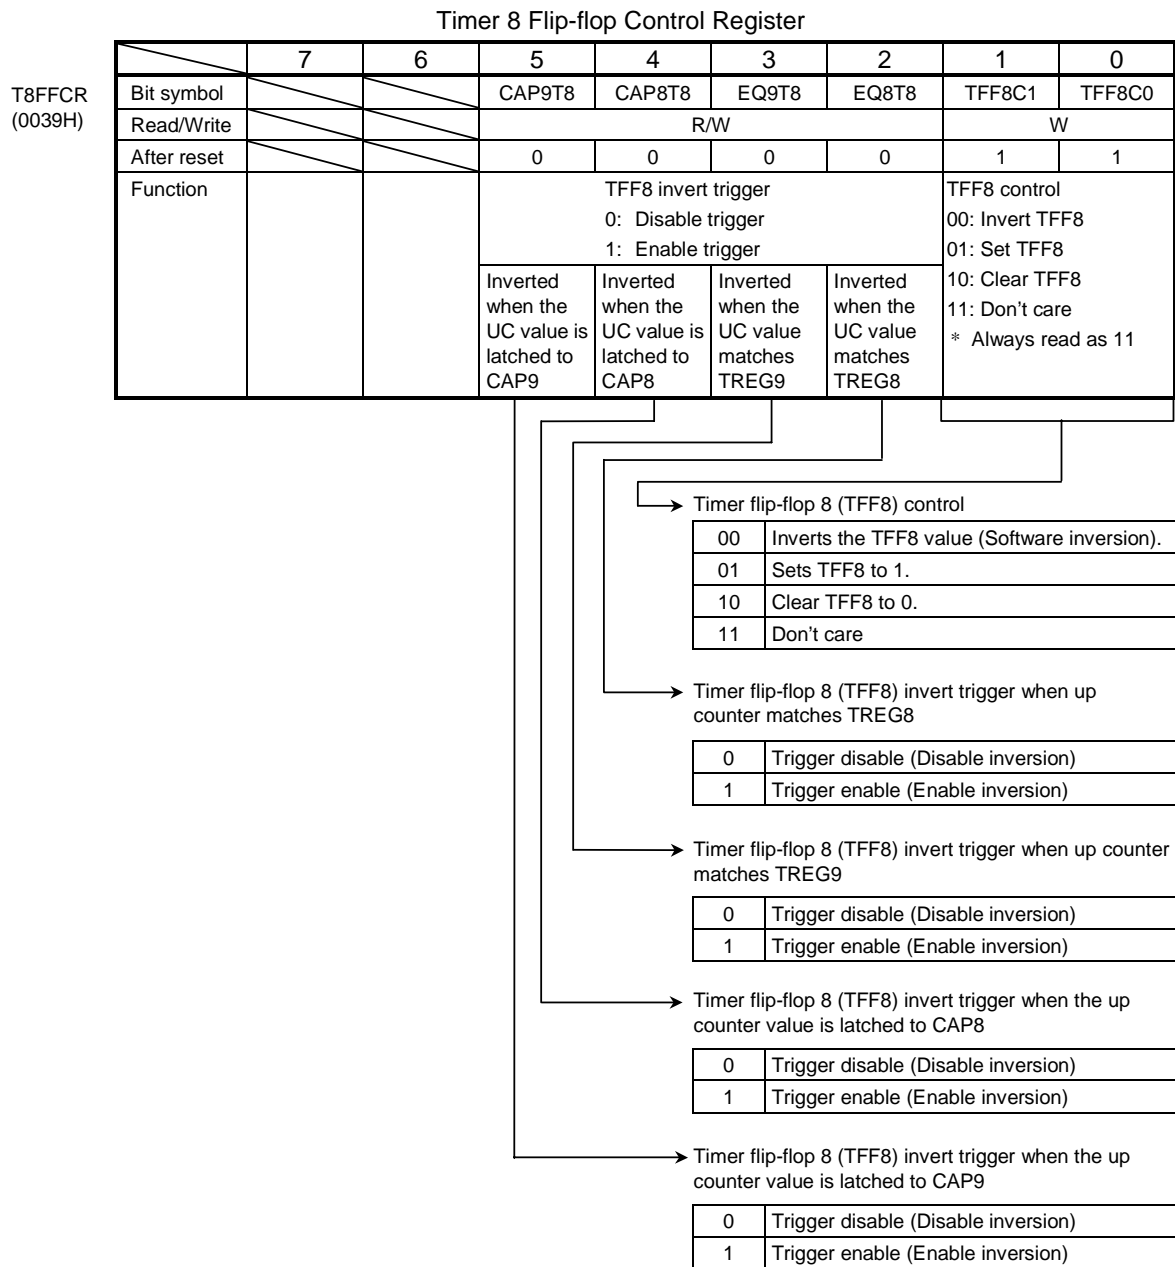 Timer 8 Flip-flop Control Register
7 6 5 4 3 2 1 0
T8FFCR
(0039H)
Bit symbol CAP9T8 CAP8T8 EQ9T8 EQ8T8 TFF8C1 TFF8C0
Read/Write R/W W
After reset 0 0 0 0 1 1
Function
TFF8 invert trigger
0: Disable trigger
1: Enable trigger
Inverted
when the
UC value is
latched to
CAP9
Inverted
when the
UC value is
latched to
CAP8
Inverted
when the
UC value
matches
TREG9
Inverted
when the
UC value
matches
TREG8
TFF8 control
00: Invert TFF8
01: Set TFF8
10: Clear TFF8
11: Don't care
* Always read as 11
Timer flip-flop 8 (TFF8) control
00 Inverts the TFF8 value (Software inversion).
01 Sets TFF8 to 1.
10 Clear TFF8 to 0.
11 Don't care
Timer flip-flop 8 (TFF8) invert trigger when up
counter matches TREG8
0 Trigger disable (Disable inversion)
1 Trigger enable (Enable inversion)
Timer flip-flop 8 (TFF8) invert trigger when up counter
matches TREG9
0 Trigger disable (Disable inversion)
1 Trigger enable (Enable inversion)
Timer flip-flop 8 (TFF8) invert trigger when the up
counter value is latched to CAP8
0 Trigger disable (Disable inversion)
1 Trigger enable (Enable inversion)
Timer flip-flop 8 (TFF8) invert trigger when the up
counter value is latched to CAP9
0 Trigger disable (Disable inversion)
1 Trigger enable (Enable inversion)